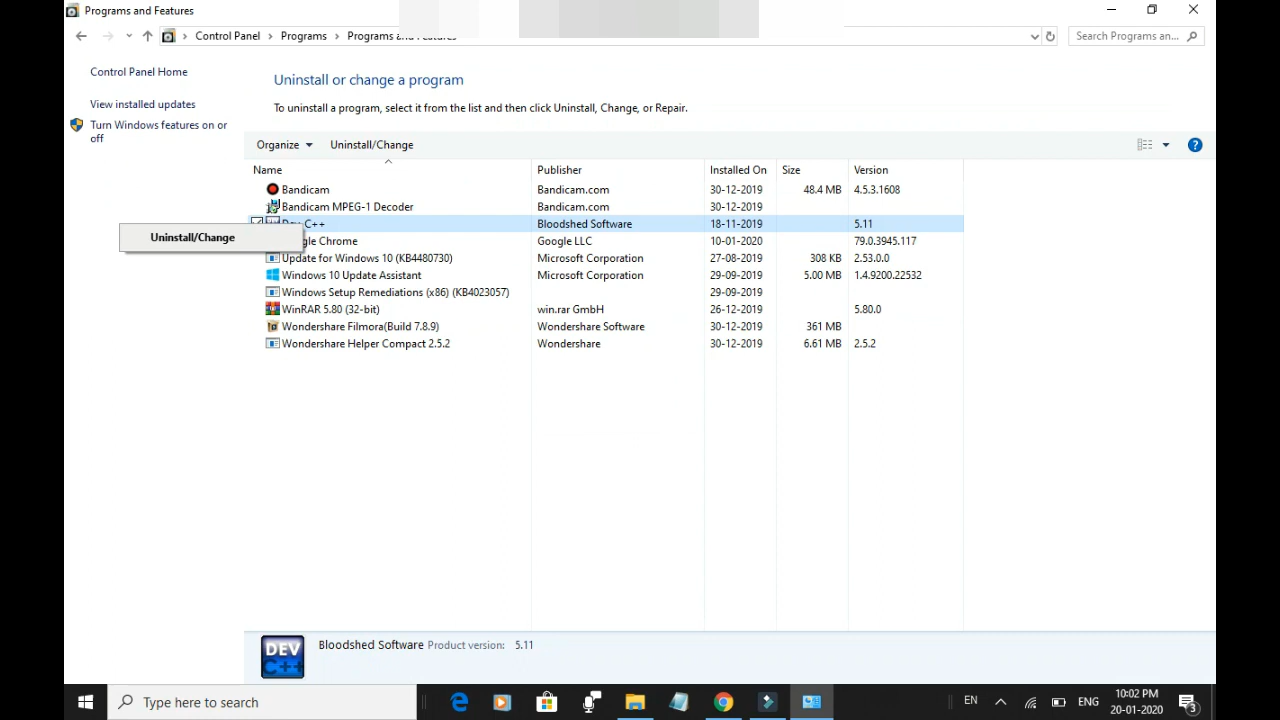 Programs and Features
Control Panel > Programs > Programs and Features
Search Programs an...
Control Panel Home
View installed updates
Turn Windows features on or
off
Uninstall or change a program
To uninstall a program, select it from the list and then click Uninstall, Change, or Repair.
Organize Uninstall/Change
Name Publisher Installed On Size Version
Bandicam Bandicam.com 30-12-2019 48.4 MB 4.5.3.1608
Bandicam MPEG-1 Decoder Bandicam.com 30-12-2019
Dev-C++ Bloodshed Software 18-11-2019 5.11
Uninstall/Change
gle Chrome Google LLC 10-01-2020 79.0.3945.117
Update for Windows 10 (KB4480730) Microsoft Corporation 27-08-2019 308 KB 2.53.0.0
Windows 10 Update Assistant Microsoft Corporation 29-09-2019 5.00 MB 1.4.9200.22532
Windows Setup Remediations (x86) (KB4023057) 29-09-2019
WinRAR 5.80 (32-bit) win.rar GmbH 26-12-2019 5.80.0
Wondershare Filmora(Build 7.8.9) Wondershare Software 30-12-2019 361 MB
Wondershare Helper Compact 2.5.2 Wondershare 30-12-2019 6.61 MB 2.5.2
DEV
C++
Bloodshed Software Product version: 5.11
Type here to search
EN
ENG
10:02 PM
20-01-2020
3